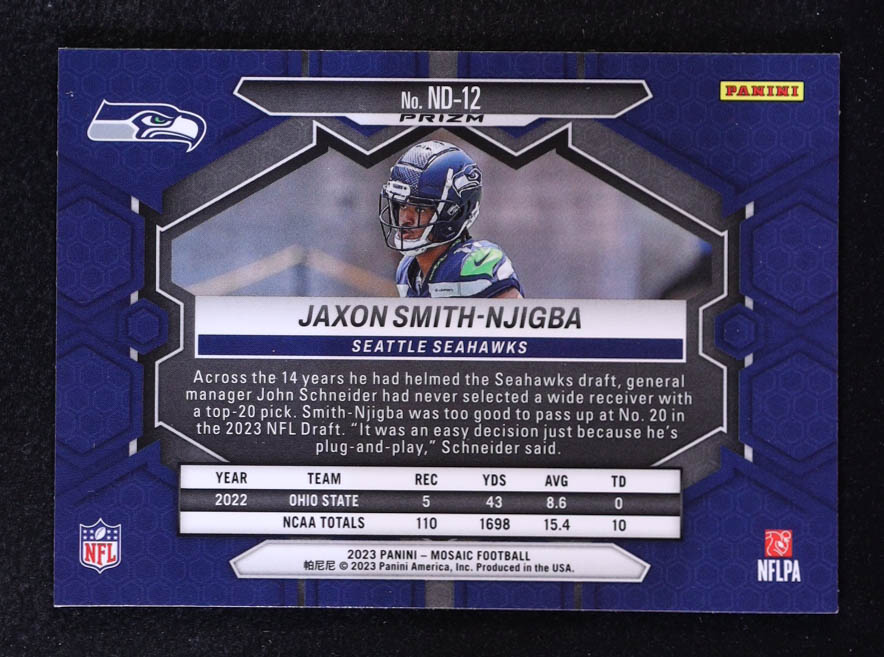 No. ND-12
PRIZM
PANINI
JAXON SMITH-NJIGBA
SEATTLE SEAHAWKS
Across the 14 years he had helmed the Seahawks draft, general
manager John Schneider had never selected a wide receiver with
a top-20 pick. Smith-Njigba was too good to pass up at No. 20 in
the 2023 NFL Draft. “It was an easy decision just because he's
plug-and-play,” Schneider said.
YEAR TEAM REC YDS AVG TD
2022 OHIO STATE 5 43 8.6 0
NCAA TOTALS 110 1698 15.4 10
2023 PANINI – MOSAIC FOOTBALL
帕尼尼 © 2023 Panini America, Inc. Produced in the USA.
NFL
NFLPA